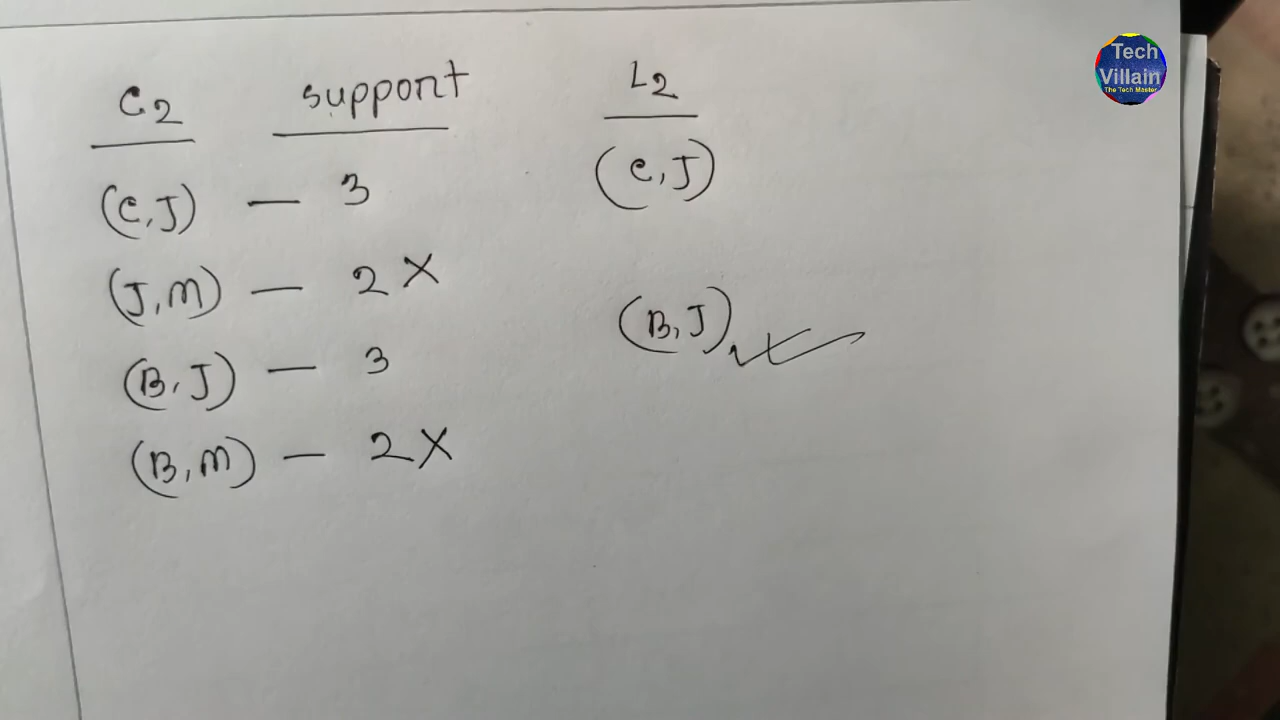 C2 support L2
(C,J) — 3 (C,J)
(J,M) — 2 X
(B,J) — 3 (B,J)
(B,M) — 2 X
Tech
Villain
The Tech Master